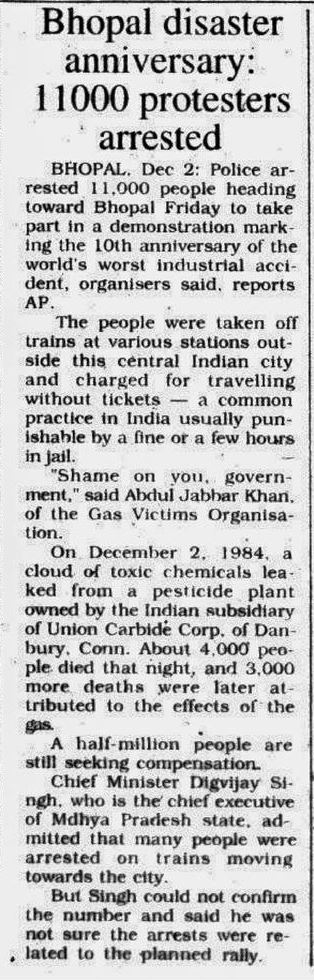 Bhopal disaster
anniversary:
11000 protesters
arrested
BHOPAL, Dec 2: Police ar-
rested 11,000 people heading
toward Bhopal Friday to take
part in a demonstration mark-
ing the 10th anniversary of the
world's worst industrial acci-
dent, organisers said, reports
AP.
The people were taken off
trains at various stations out-
side this central Indian city
and charged for travelling
without tickets — a common
practice in India usually pun-
ishable by a fine or a few hours
in jail.
"Shame on you, govern-
ment," said Abdul Jabbar Khan,
of the Gas Victims Organisa-
tion.
On December 2, 1984, a
cloud of toxic chemicals lea-
ked from a pesticide plant
owned by the Indian subsidiary
of Union Carbide Corp. of Dan-
bury, Conn. About 4,000 peo-
ple died that night, and 3,000
more deaths were later at-
tributed to the effects of the
gas.
A half-million people are
still seeking compensation.
Chief Minister Digvijay Si-
ngh, who is the chief executive
of Mdhya Pradesh state, ad-
mitted that many people were
arrested on trains moving
towards the city.
But Singh could not confirm
the number and said he was
not sure the arrests were re-
lated to the planned rally.